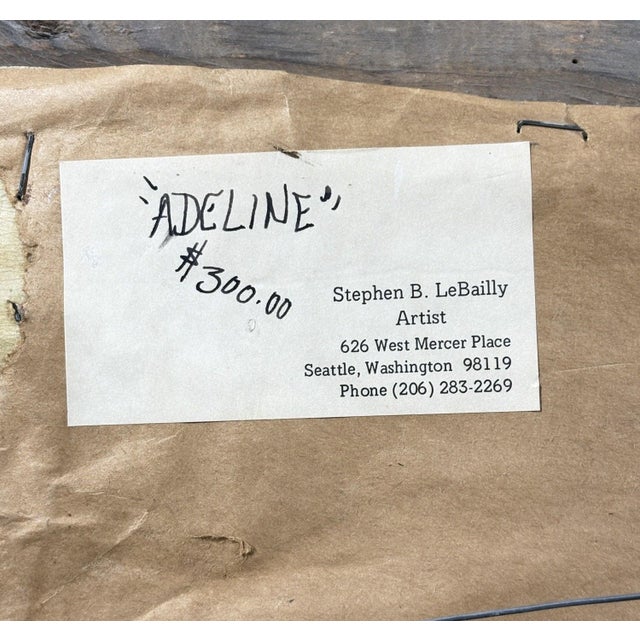 "ADELINE"
$300.00
Stephen B. LeBailly
Artist
626 West Mercer Place
Seattle, Washington 98119
Phone (206) 283-2269